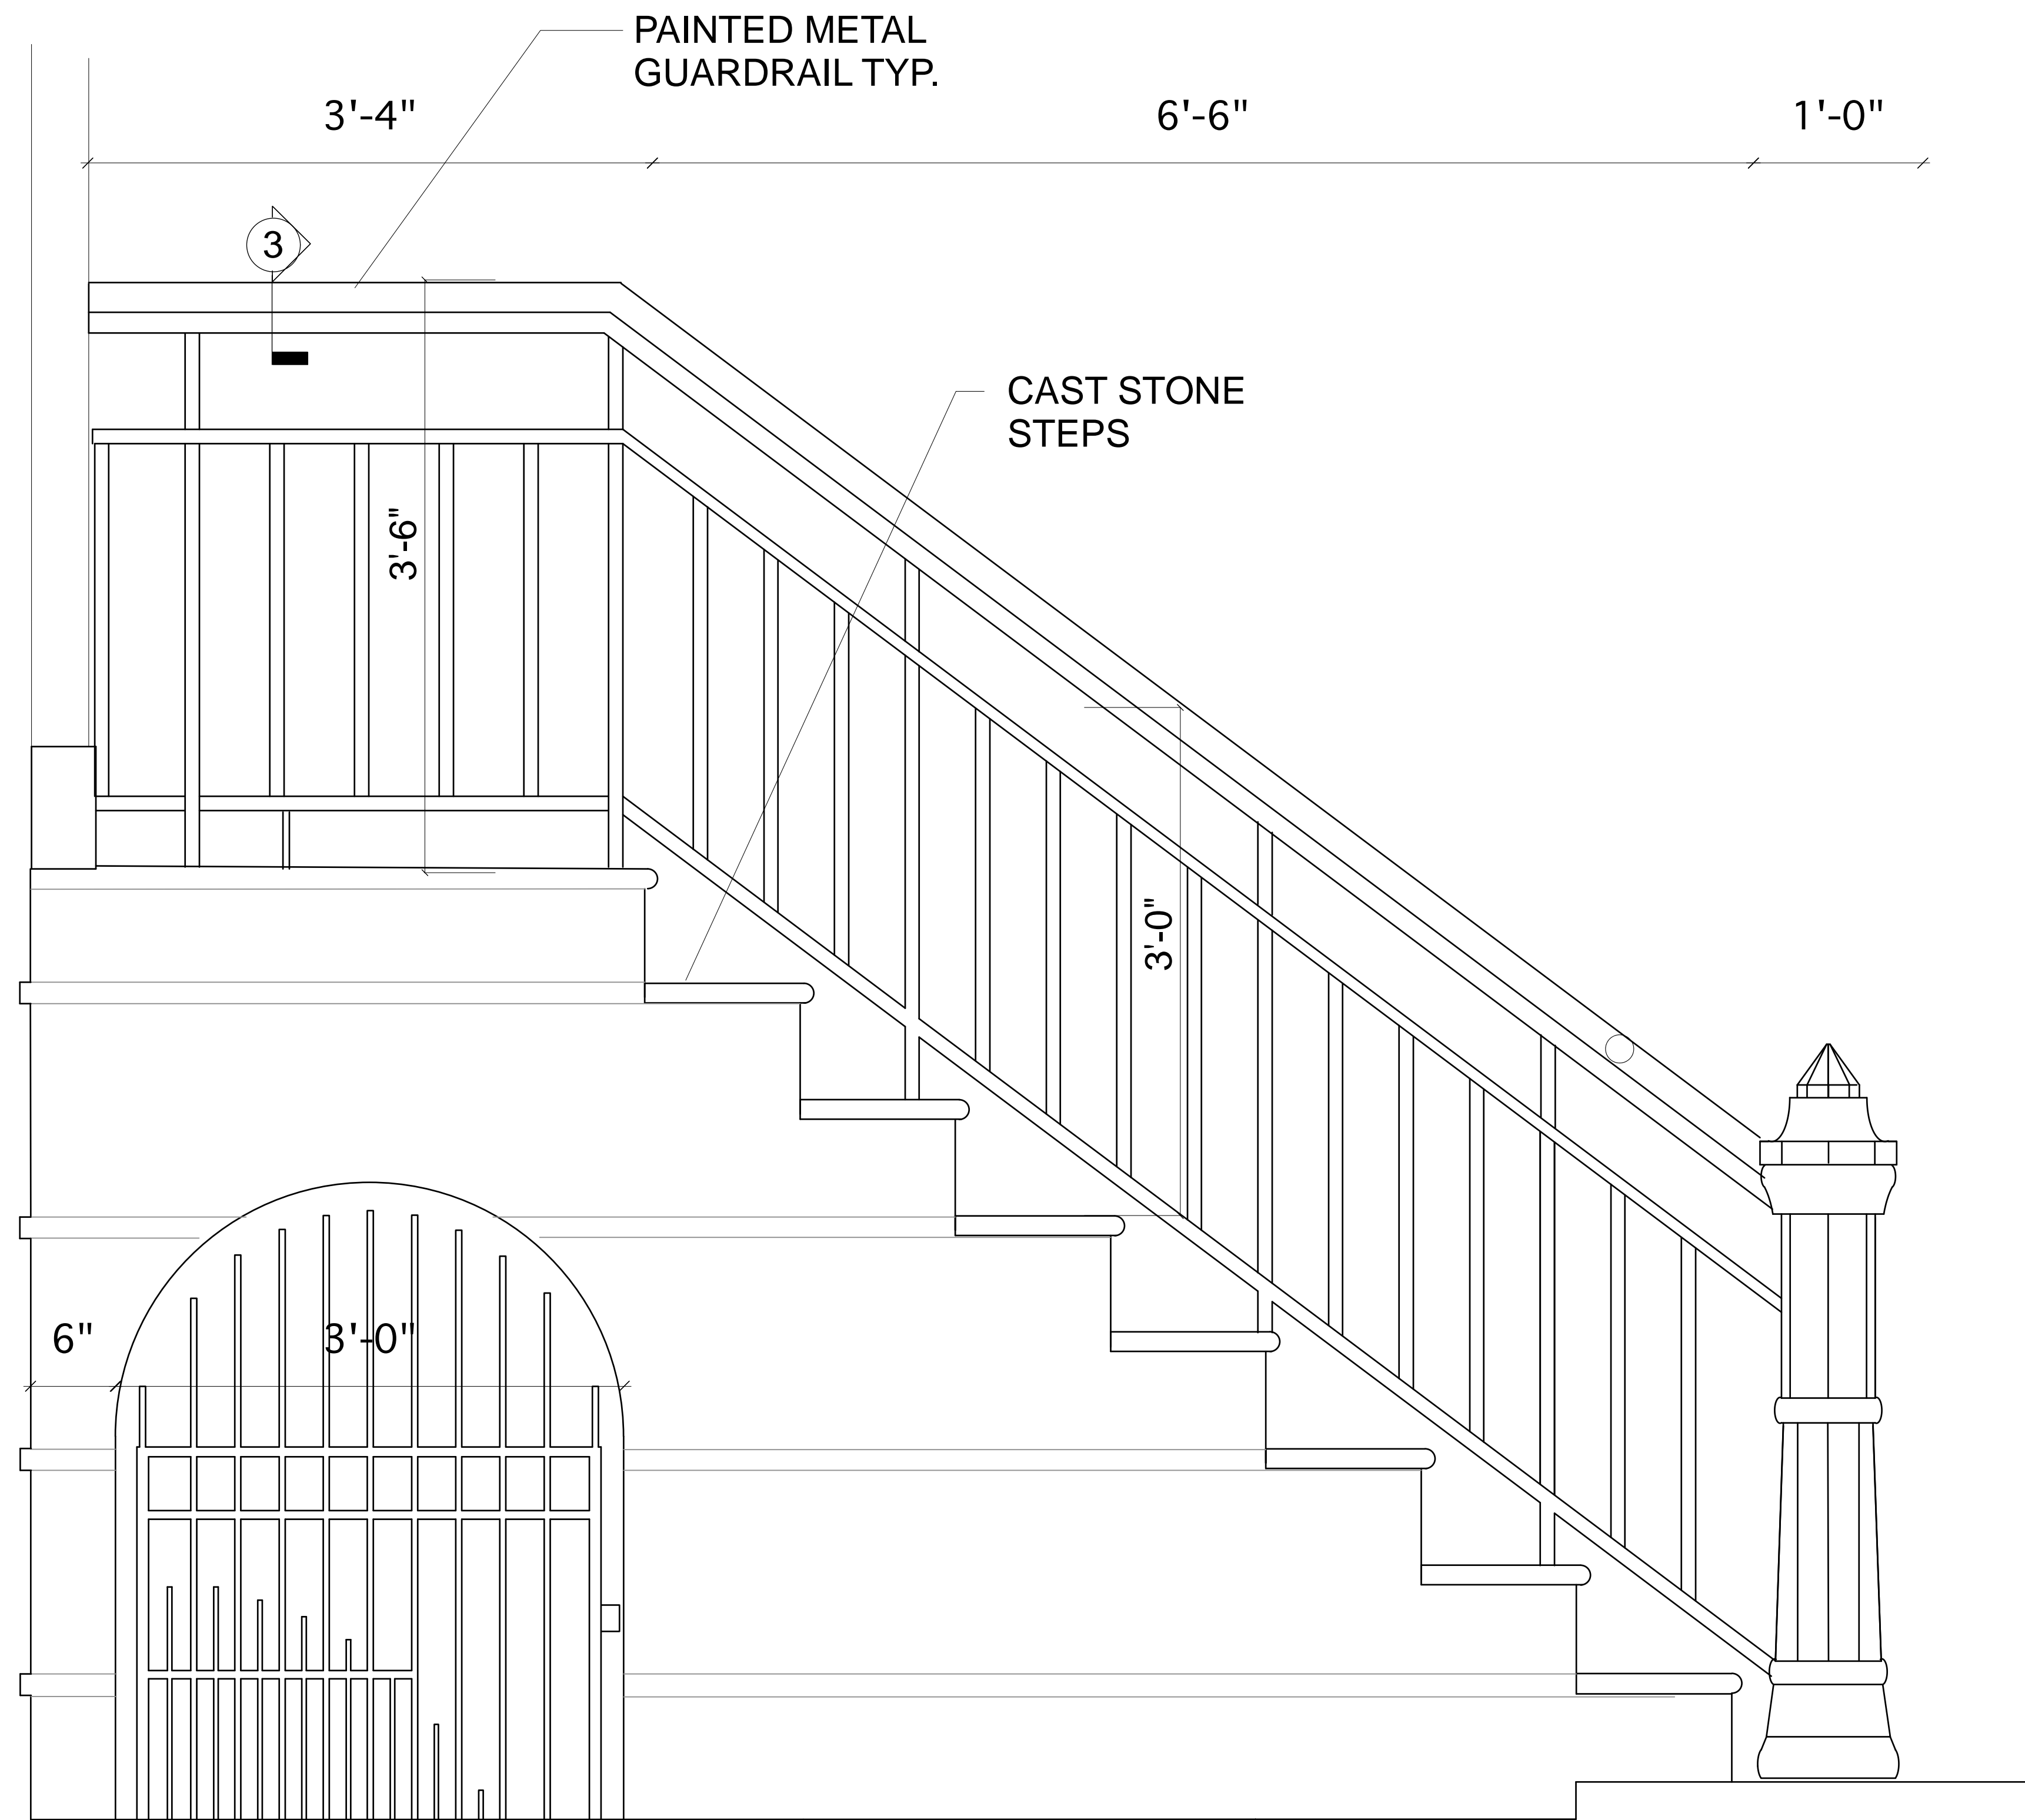 PAINTED METAL
GUARDRAIL TYP.
3'-4"
6'-6"
1'-0"
3
CAST STONE
STEPS
3'-6"
3'-0"
6"
3'-0"